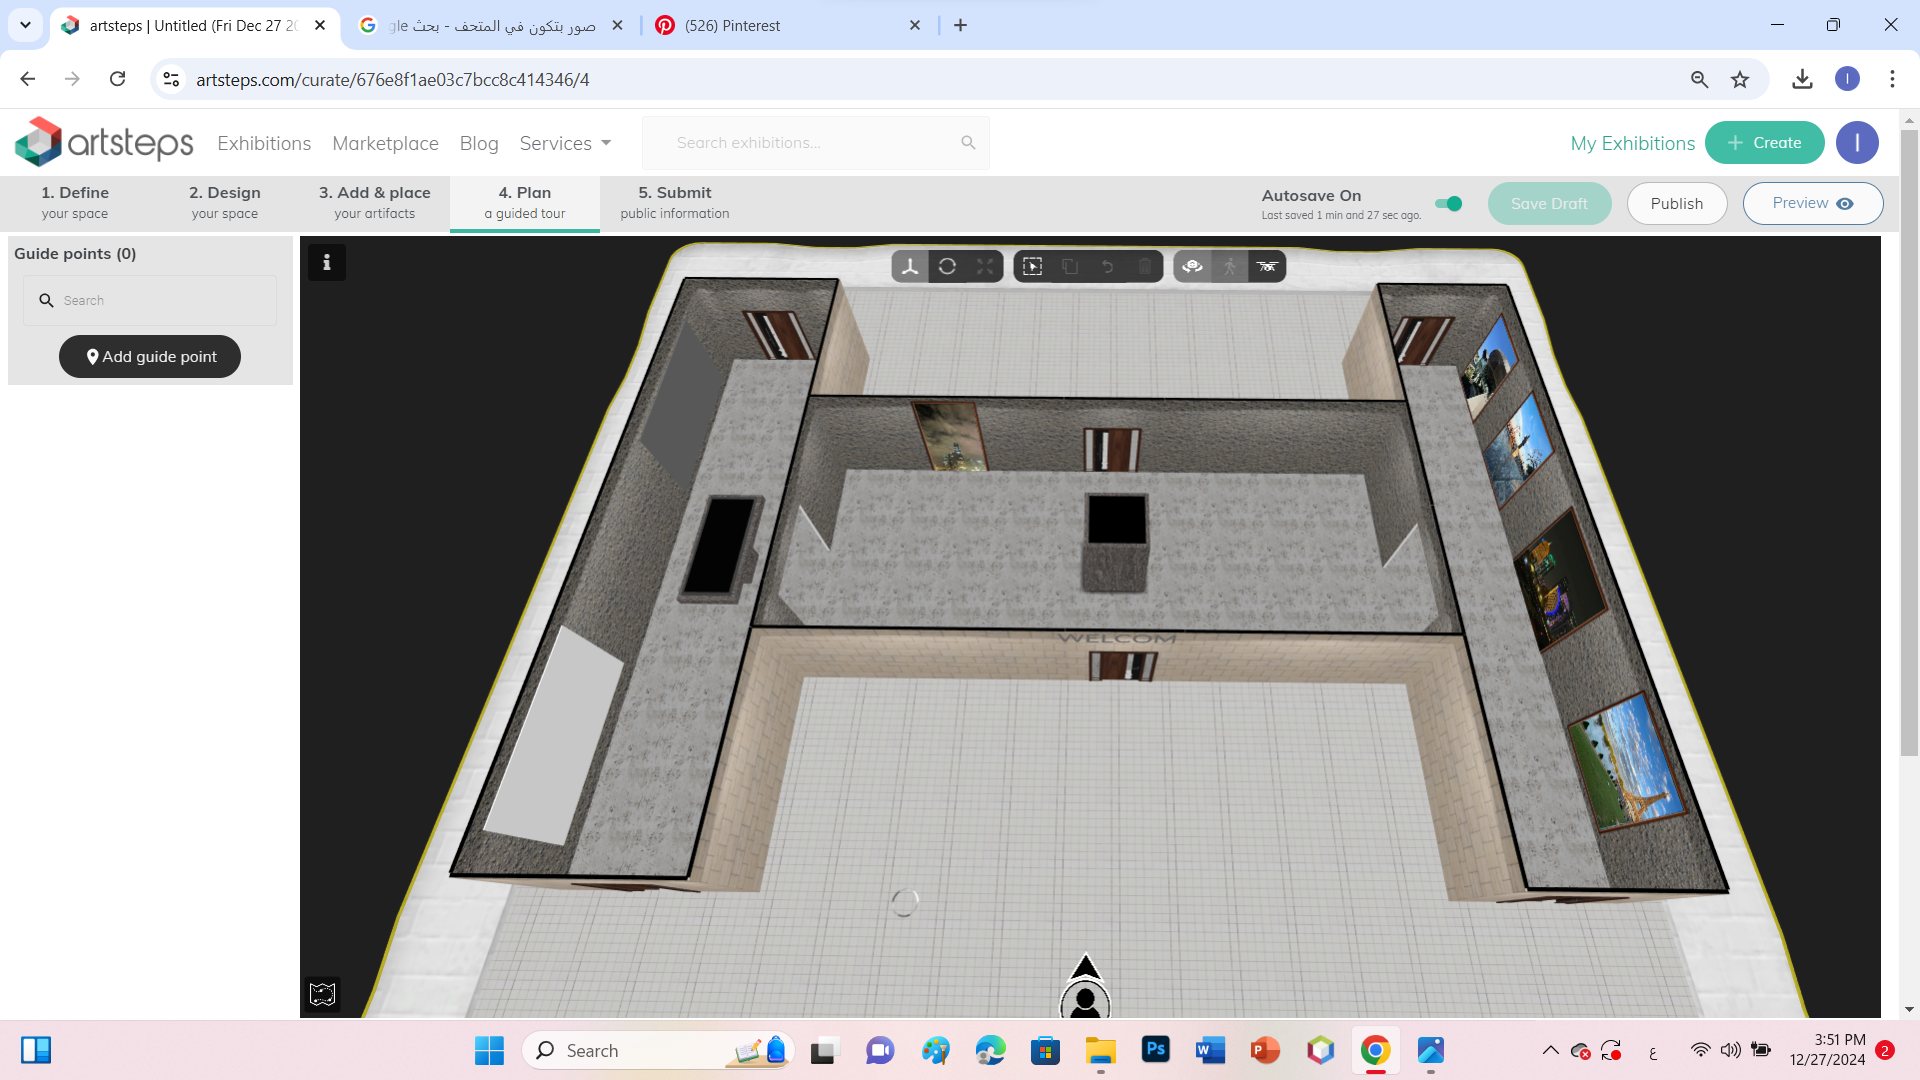 artsteps | Untitled (Fri Dec 27 20
صور بتكون في المتحف - بحث gle
(526) Pinterest
artsteps.com/curate/676e8f1ae03c7bcc8c414346/4
I
artsteps
Exhibitions
Marketplace
Blog
Services
Search exhibitions...
My Exhibitions
Create
I
1. Define
your space
2. Design
your space
3. Add & place
your artifacts
4. Plan
a guided tour
5. Submit
public information
Autosave On
Last saved 1 min and 27 sec ago.
Save Draft
Publish
Preview
Guide points (0)
Search
Add guide point
WELCOM
Search
Ps
W
P
ع
3:51 PM
12/27/2024
2